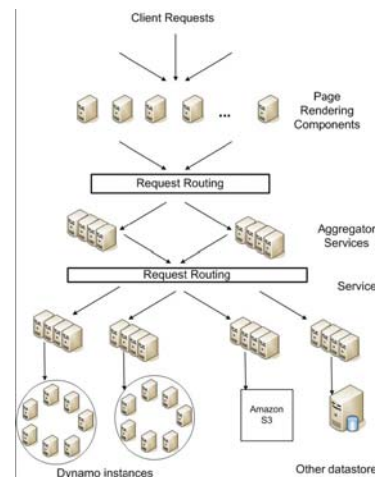 Client Requests
...
Page
Rendering
Components
Request Routing
Aggregator
Services
Request Routing
Service
Amazon
S3
Dynamo instances
Other datastore